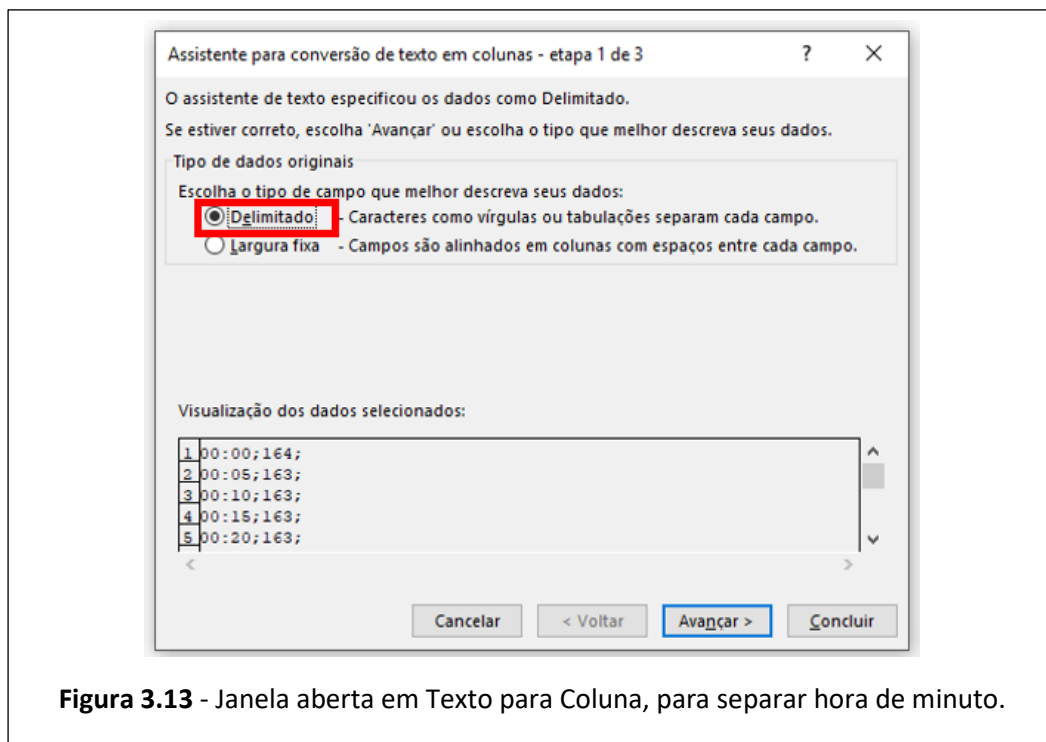 Assistente para conversão de texto em colunas - etapa 1 de 3 ?
O assistente de texto especificou os dados como Delimitado.
Se estiver correto, escolha 'Avançar' ou escolha o tipo que melhor descreva seus dados.
Tipo de dados originais
Escolha o tipo de campo que melhor descreva seus dados:
Delimitado - Caracteres como vírgulas ou tabulações separam cada campo.
Largura fixa - Campos são alinhados em colunas com espaços entre cada campo.
Visualização dos dados selecionados:
1 00:00;164;
2 00:05;163;
3 00:10;163;
4 00:15;163;
5 00:20;163;
Cancelar < Voltar Avançar > Concluir
Figura 3.13 - Janela aberta em Texto para Coluna, para separar hora de minuto.